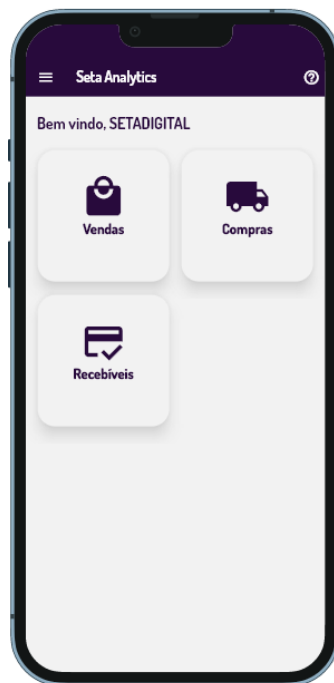 Seta Analytics
Bem vindo, SETADIGITAL
Vendas
Compras
Recebíveis